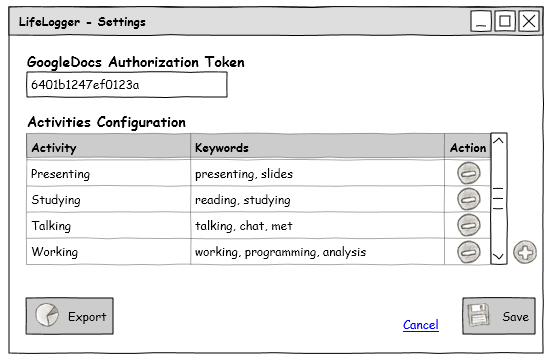 LifeLogger - Settings
GoogleDocs Authorization Token
6401b1247ef0123a
Activities Configuration
Activity Keywords Action
Presenting presenting, slides
Studying reading, studying
Talking talking, chat, met
Working working, programming, analysis
Export Cancel Save